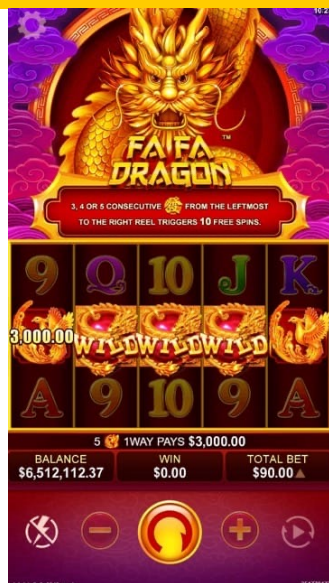 FA FA™
DRAGON
3, 4 OR 5 CONSECUTIVE 發 FROM THE LEFTMOST
TO THE RIGHT REEL TRIGGERS 10 FREE SPINS.
9 Q 10 J K
3,000.00 WILD WILD WILD
A 9 10 9 A
5 1WAY PAYS $3,000.00
BALANCE WIN TOTAL BET
$6,512,112.37 $0.00 $90.00